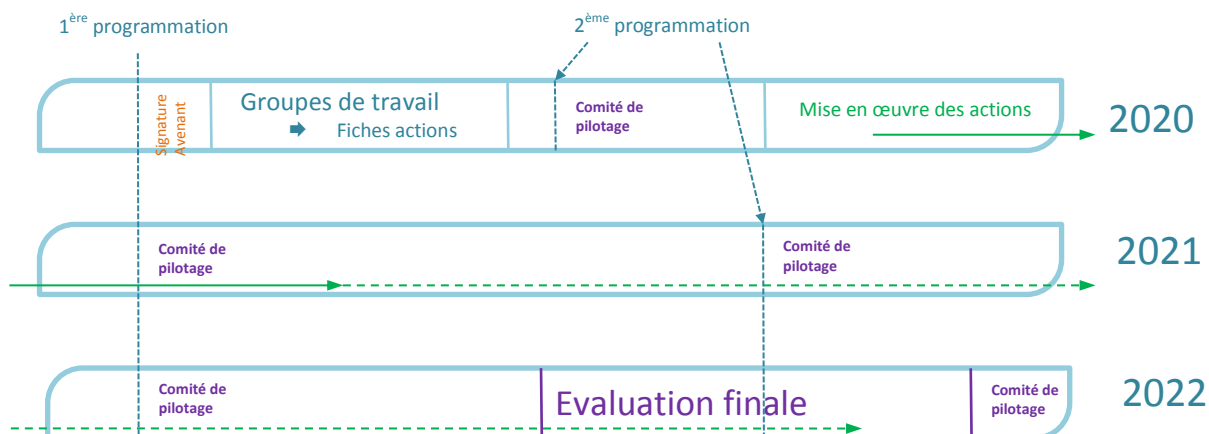 1ère programmation
2ème programmation
Signature
Avenant
Groupes de travail
Fiches actions
Comité de
pilotage
Mise en œuvre des actions
2020
Comité de
pilotage
Comité de
pilotage
2021
Comité de
pilotage
Evaluation finale
Comité de
pilotage
2022